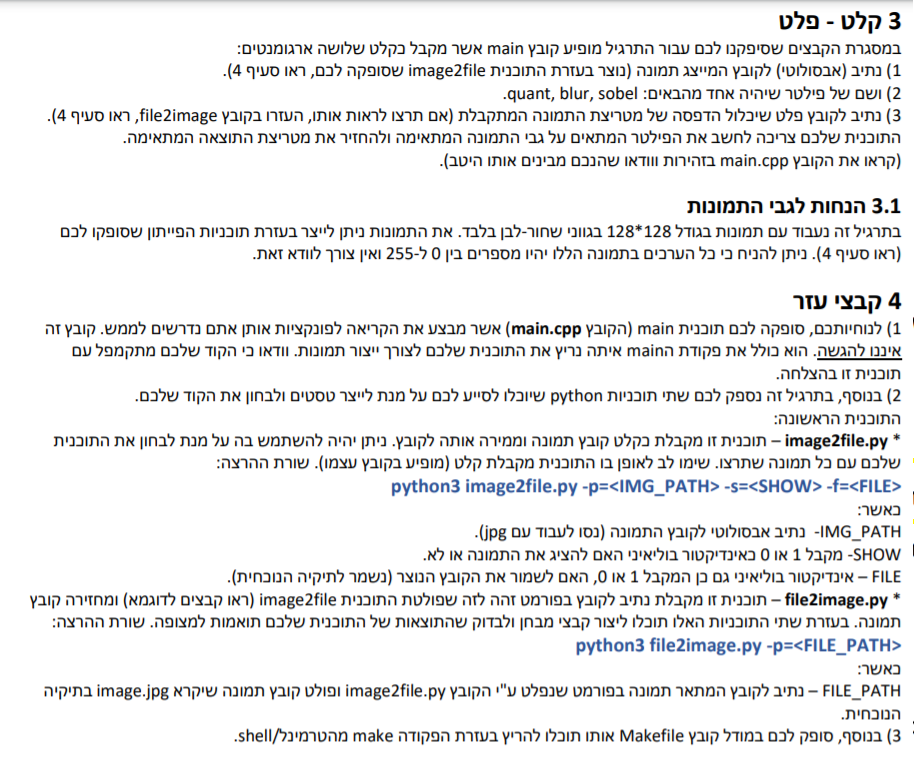 3 קלט - פלט
במסגרת הקבצים שסיפקנו לכם עבור התרגיל מופיע קובץ main אשר מקבל כקלט שלושה ארגומנטים:
1) נתיב (אבסולוטי) לקובץ המייצג תמונה (נוצר בעזרת התוכנית image2file שסופקה לכם, ראו סעיף 4).
2) ושם של פילטר שיהיה אחד מהבאים: quant, blur, sobel.
3) נתיב לקובץ פלט שיכלול הדפסה של מטריצת התמונה המתקבלת (אם תרצו לראות אותו, העזרו בקובץ file2image, ראו סעיף 4).
התוכנית שלכם צריכה לחשב את הפילטר המתאים על גבי התמונה המתאימה ולהחזיר את מטריצת התוצאה המתאימה.
(קראו את הקובץ main.cpp בזהירות ווודאו שהנכם מבינים אותו היטב).
3.1 הנחות לגבי התמונות
בתרגיל זה נעבוד עם תמונות בגודל 128*128 בגווני שחור-לבן בלבד. את התמונות ניתן לייצר בעזרת תוכניות הפייתון שסופקו לכם
(ראו סעיף 4). ניתן להניח כי כל הערכים בתמונה הללו יהיו מספרים בין 0 ל-255 ואין צורך לוודא זאת.
4 קבצי עזר
1) לנוחיותכם, סופקה לכם תוכנית main (הקובץ main.cpp) אשר מבצע את הקריאה לפונקציות אותן אתם נדרשים לממש. קובץ זה
איננו להגשה. הוא כולל את פקודת הmain איתה נריץ את התוכנית שלכם לצורך ייצור תמונות. וודאו כי הקוד שלכם מתקמפל עם
תוכנית זו בהצלחה.
2) בנוסף, בתרגיל זה נספק לכם שתי תוכניות python שיוכלו לסייע לכם על מנת לייצר טסטים ולבחון את הקוד שלכם.
התוכנית הראשונה:
* image2file.py – תוכנית זו מקבלת כקלט קובץ תמונה וממירה אותה לקובץ. ניתן יהיה להשתמש בה על מנת לבחון את התוכנית
שלכם עם כל תמונה שתרצו. שימו לב לאופן בו התוכנית מקבלת קלט (מופיע בקובץ עצמו). שורת ההרצה:
python3 image2file.py -p=<IMG_PATH> -s=<SHOW> -f=<FILE>
כאשר:
IMG_PATH- נתיב אבסולוטי לקובץ התמונה (נסו לעבוד עם jpg).
SHOW- מקבל 1 או 0 כאינדיקטור בוליאיני האם להציג את התמונה או לא.
FILE – אינדיקטור בוליאיני גם כן המקבל 1 או 0, האם לשמור את הקובץ הנוצר (נשמר לתיקיה הנוכחית).
* file2image.py – תוכנית זו מקבלת נתיב לקובץ בפורמט זהה לזה שפולטת התוכנית image2file (ראו קבצים לדוגמא) ומחזירה קובץ
תמונה. בעזרת שתי התוכניות האלו תוכלו ליצור קבצי מבחן ולבדוק שהתוצאות של התוכנית שלכם תואמות למצופה. שורת ההרצה:
python3 file2image.py -p=<FILE_PATH>
כאשר:
FILE_PATH – נתיב לקובץ המתאר תמונה בפורמט שנפלט ע"י הקובץ image2file.py ופולט קובץ תמונה שיקרא image.jpg בתיקיה
הנוכחית.
3) בנוסף, סופק לכם במודל קובץ Makefile אותו תוכלו להריץ בעזרת הפקודה make מהטרמינל/shell.